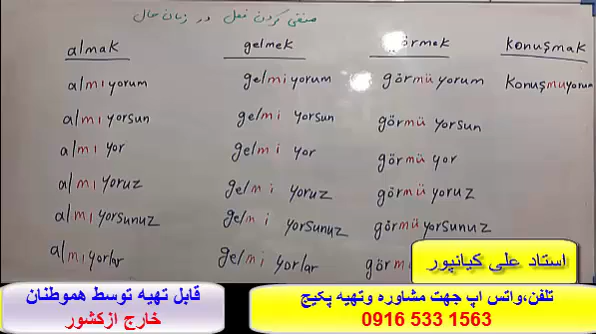 منفی کردن فعل در زبان حال
almak gelmek görmek konuşmak
almıyorum gelmiyorum görmüyorum Konuşmuyorum
almıyorsun gelmiyorsun görmüyorsun
almıyor gelmiyor görmüyor
almıyoruz gelmiyoruz görmüyoruz
almıyorsunuz gelmiyorsunuz görmüyorsunuz
almıyorlar gelmiyorlar
استاد علی کیانپور
قابل تهیه توسط هموطنان
خارج ازکشور
تلفن،واتس اپ جهت مشاوره وتهیه پکیج
0916 533 1563